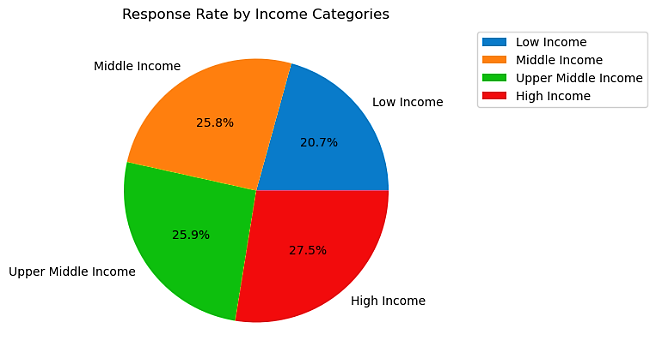 Response Rate by Income Categories
Low Income
Middle Income
Upper Middle Income
High Income
Middle Income
Low Income
25.8%
20.7%
25.9%
27.5%
Upper Middle Income
High Income